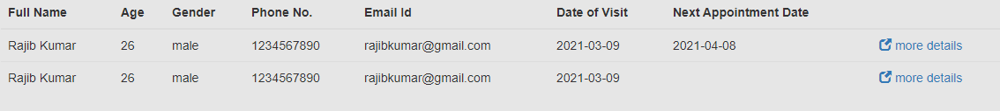 Full Name Age Gender Phone No. Email Id Date of Visit Next Appointment Date
Rajib Kumar 26 male 1234567890 rajibkumar@gmail.com 2021-03-09 2021-04-08 more details
Rajib Kumar 26 male 1234567890 rajibkumar@gmail.com 2021-03-09 more details